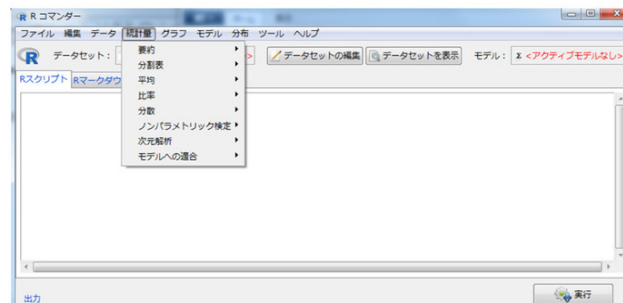 R コマンダー
ファイル 編集 データ 統計量 グラフ モデル 分布 ツール ヘルプ
データセット: > データセットの編集 データセットを表示 モデル: Σ <アクティブモデルなし>
Rスクリプト Rマークダウ
要約
分割表
平均
比率
分散
ノンパラメトリック検定
次元解析
モデルへの適合
出力 実行